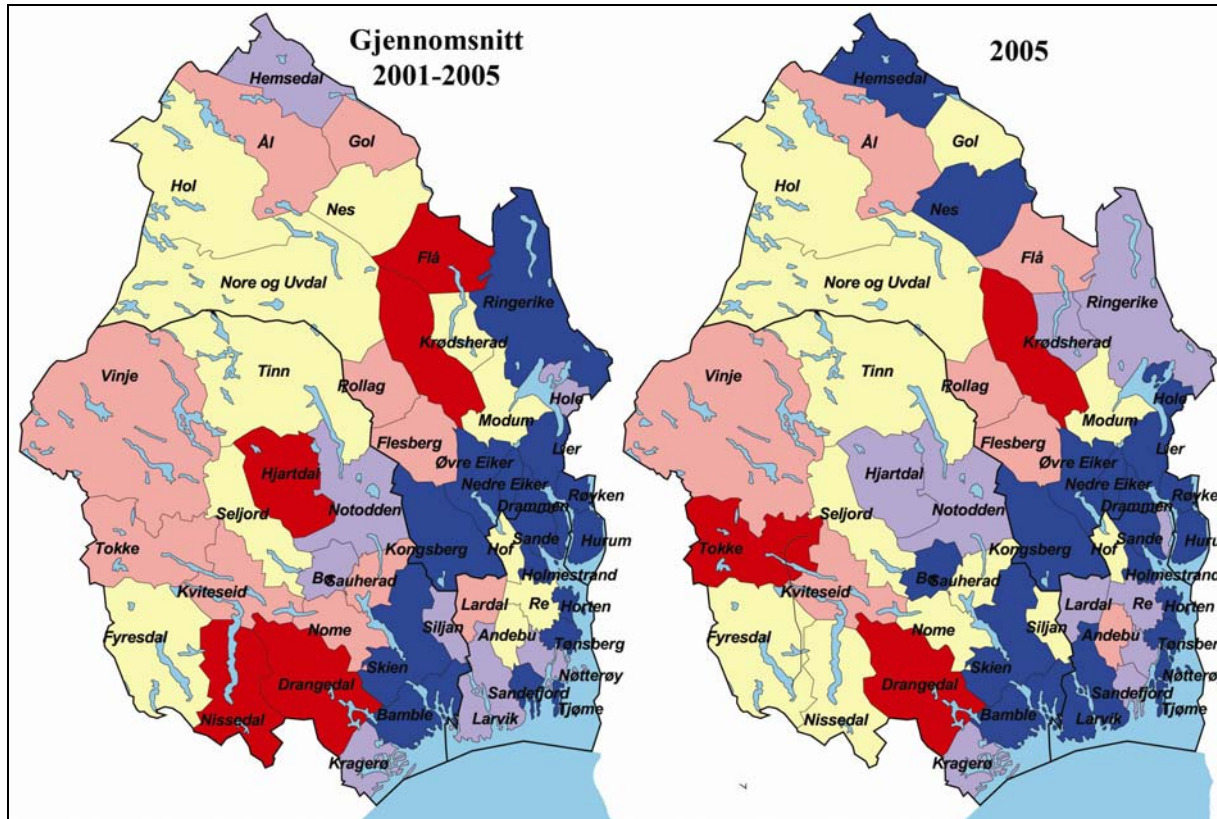 Gjennomsnitt
2001-2005
Hemsedal
Ål
Gol
Hol
Nes
Flå
Nore og Uvdal
Ringerike
Krødsherad
Vinje
Tinn
Rollag
Hole
Modum
Flesberg
Lier
Øvre Eiker
Hjartdal
Nedre Eiker
Røyken
Notodden
Drammen
Seljord
Sande
Hurum
Tokke
Kongsberg
Hof
Bø
Sauherad
Holmestrand
Kviteseid
Lardal
Re
Horten
Siljan
Fyresdal
Nome
Andebu
Tønsberg
Skien
Nøtterøy
Drangedal
Sandefjord
Tjøme
Bamble
Nissedal
Larvik
Kragerø
2005
Hemsedal
Gol
Ål
Hol
Nes
Flå
Nore og Uvdal
Ringerike
Krødsherad
Vinje
Tinn
Rollag
Hole
Modum
Flesberg
Lier
Øvre Eiker
Hjartdal
Nedre Eiker
Røyken
Notodden
Drammen
Seljord
Sande
Hurum
Tokke
Kongsberg
Hof
Bø
Sauherad
Holmestrand
Kviteseid
Lardal
Re
Horten
Siljan
Fyresdal
Nome
Andebu
Tønsberg
Skien
Nøtterøy
Drangedal
Sandefjord
Tjøme
Bamble
Nissedal
Larvik
Kragerø